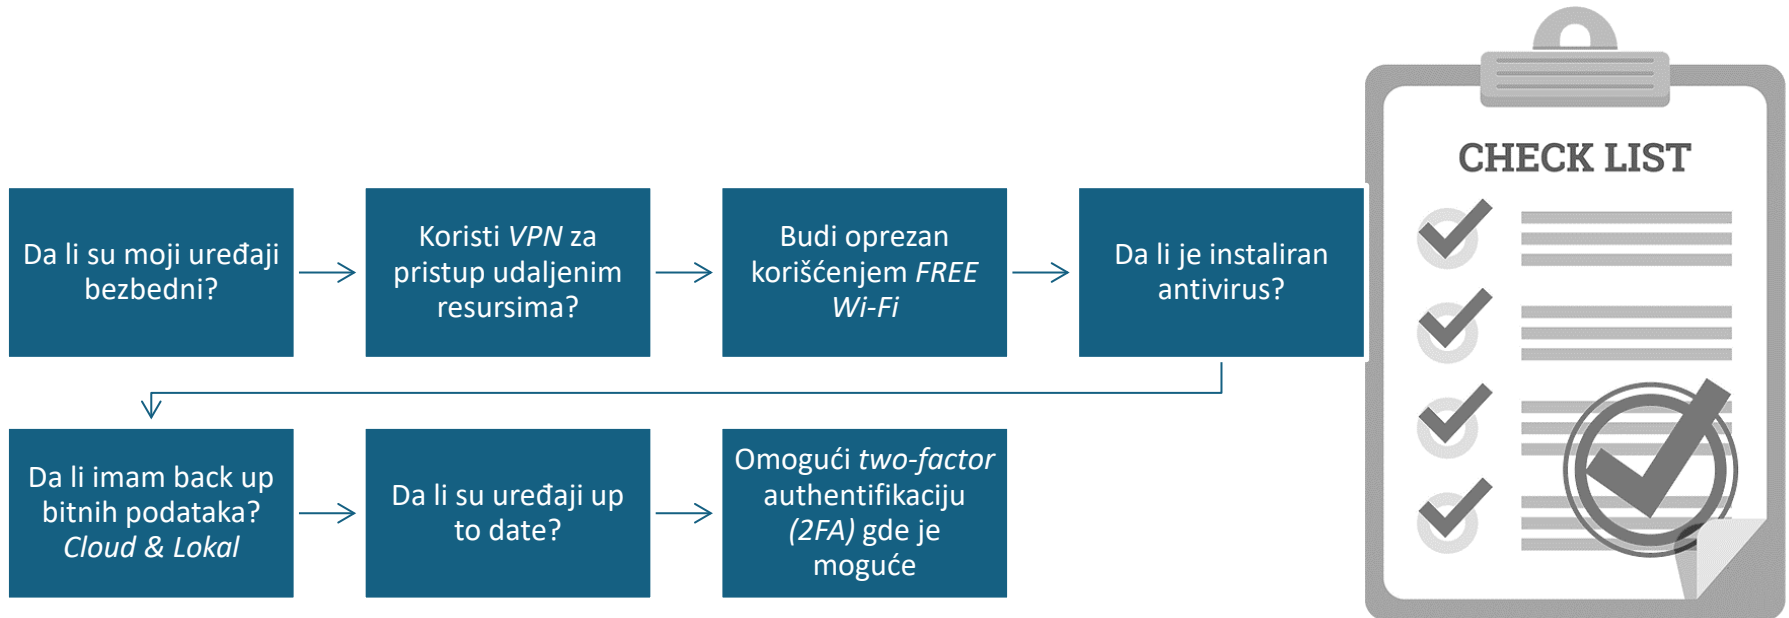 CHECK LIST
Da li su moji uređaji
bezbedni?
Koristi VPN za
pristup udaljenim
resursima?
Budi oprezan
korišćenjem FREE
Wi-Fi
Da li je instaliran
antivirus?
Da li imam back up
bitnih podataka?
Cloud & Lokal
Da li su uređaji up
to date?
Omogući two-factor
authentifikaciju
(2FA) gde je
moguće